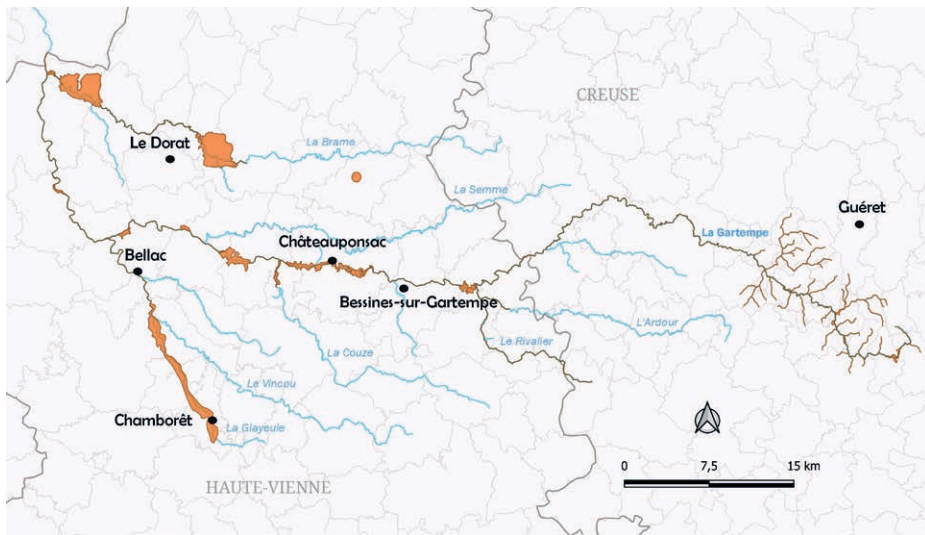 CREUSE
La Brame
Le Dorat
La Semme
Guéret
La Gartempe
Châteauponsac
Bellac
Bessines-sur-Gartempe
L'Ardour
Le Rivalier
La Couze
Le Vincou
Chamborêt
La Glayeule
0 7,5 15 km
HAUTE-VIENNE